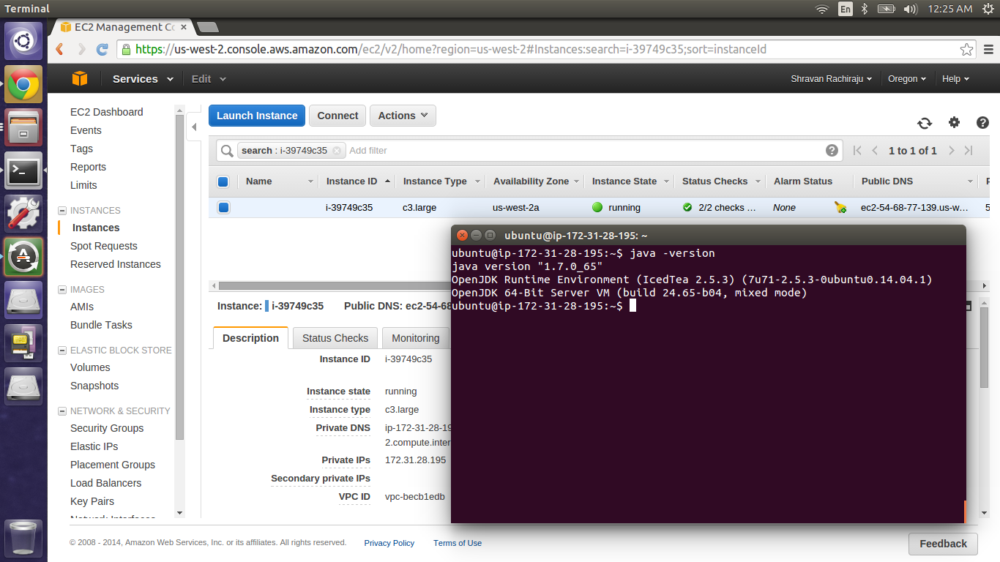 Terminal
En
12:25 AM
EC2 Management Co
https://us-west-2.console.aws.amazon.com/ec2/v2/home?region=us-west-2#Instances:search=i-39749c35;sort=instanceId
Services
Edit
Shravan Rachiraju
Oregon
Help
EC2 Dashboard
Events
Tags
Reports
Limits
INSTANCES
Instances
Spot Requests
Reserved Instances
IMAGES
AMIs
Bundle Tasks
ELASTIC BLOCK STORE
Volumes
Snapshots
NETWORK & SECURITY
Security Groups
Elastic IPs
Placement Groups
Load Balancers
Key Pairs
Network Interfaces
Launch Instance
Connect
Actions
search : i-39749c35
Add filter
1 to 1 of 1
Name Instance ID Instance Type Availability Zone Instance State Status Checks Alarm Status Public DNS P
i-39749c35 c3.large us-west-2a running 2/2 checks ... None ec2-54-68-77-139.us-w... 5
Instance: i-39749c35 Public DNS: ec2-54-68
Description
Status Checks
Monitoring
Instance ID i-39749c35
Instance state running
Instance type c3.large
Private DNS ip-172-31-28-19
2.compute.inter
Private IPs 172.31.28.195
Secondary private IPs
VPC ID vpc-becb1edb
ubuntu@ip-172-31-28-195: ~
ubuntu@ip-172-31-28-195:~$ java -version
java version "1.7.0_65"
OpenJDK Runtime Environment (IcedTea 2.5.3) (7u71-2.5.3-0ubuntu0.14.04.1)
OpenJDK 64-Bit Server VM (build 24.65-b04, mixed mode)
ubuntu@ip-172-31-28-195:~$
© 2008 - 2014, Amazon Web Services, Inc. or its affiliates. All rights reserved.
Privacy Policy
Terms of Use
Feedback